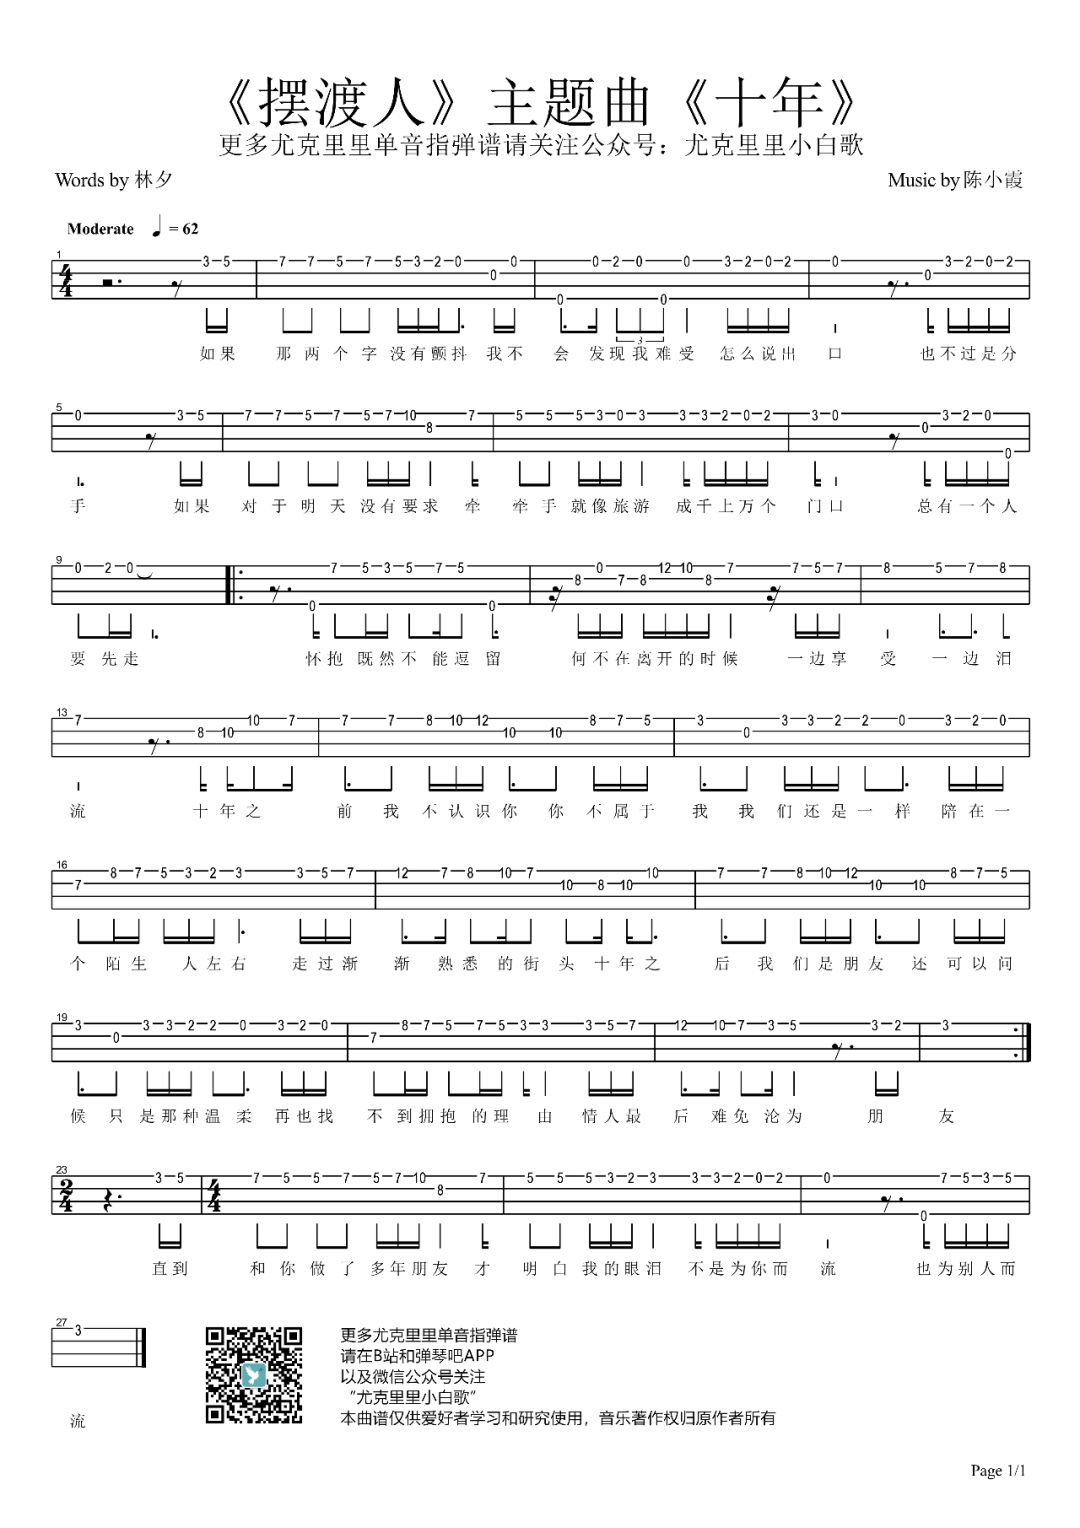 《摆渡人》主题曲《十年》
更多尤克里里单音指弹谱请关注公众号：尤克里里小白歌
Words by 林夕
Music by 陈小霞
Moderate ♩ = 62
1
4 4
3 5 7 7 5 7 5 3 2 0 0 0 0 0 2 0 0 0 3 2 0 2 0 0 3 2 0 2
3
如果 那两个字没有颤抖 我不会发现我难受 怎么说出口 也不过是分
5
0 3 5 7 7 5 7 5 7 10 8 7 5 5 5 3 0 3 3 3 2 0 2 3 0 0 3 2 0 0
手 如果 对于明天没有要求 牵牵手就像旅游 成千上万个门口 总有一个人
9
0 2 0 0 7 5 3 5 7 5 0 8 0 7 8 12 10 8 7 7 5 7 8 5 7 8
要先走 怀抱既然不能逗留 何不在离开的时候 一边享受 一边泪
13
7 8 10 10 7 7 7 8 10 12 10 10 8 7 5 3 0 3 3 2 2 0 3 2 0
流 十年之前 我不认识你 你不属于我 我们还是一样 陪在一
16
7 8 7 5 3 2 3 3 5 7 12 7 8 10 7 10 8 10 10 7 7 8 10 12 10 10 8 7 5
个陌生人左右 走过渐渐熟悉的街头 十年之后 我们是朋友 还可以问
19
3 0 3 3 2 2 0 3 2 0 7 8 7 5 7 5 3 3 3 5 7 12 10 7 3 5 3 2 3
候 只是那种温柔 再也找不到拥抱的理由 情人最后难免沦为 朋友
23
2 4
3 5
4 4
7 5 5 7 5 7 10 8 7 5 5 5 3 2 3 3 3 2 0 2 0 0 7 5 3 5
直到 和你做了多年朋友 才明白我的眼泪 不是为你而流 也为别人而
27
3
流
更多尤克里里单音指弹谱
请在B站和弹琴吧APP
以及微信公众号关注
“尤克里里小白歌”
本曲谱仅供爱好者学习和研究使用，音乐著作权归原作者所有
Page 1/1